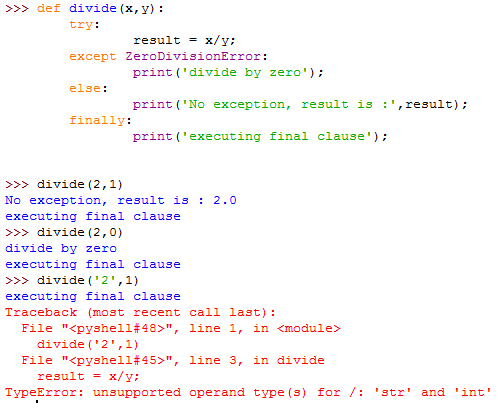 >>> def divide(x,y):
        try:
                result = x/y;
        except ZeroDivisionError:
                print('divide by zero');
        else:
                print('No exception, result is :',result);
        finally:
                print('executing final clause');
>>> divide(2,1)
No exception, result is : 2.0
executing final clause
>>> divide(2,0)
divide by zero
executing final clause
>>> divide('2',1)
executing final clause
Traceback (most recent call last):
  File "<pyshell#48>", line 1, in <module>
    divide('2',1)
  File "<pyshell#45>", line 3, in divide
    result = x/y;
TypeError: unsupported operand type(s) for /: 'str' and 'int'